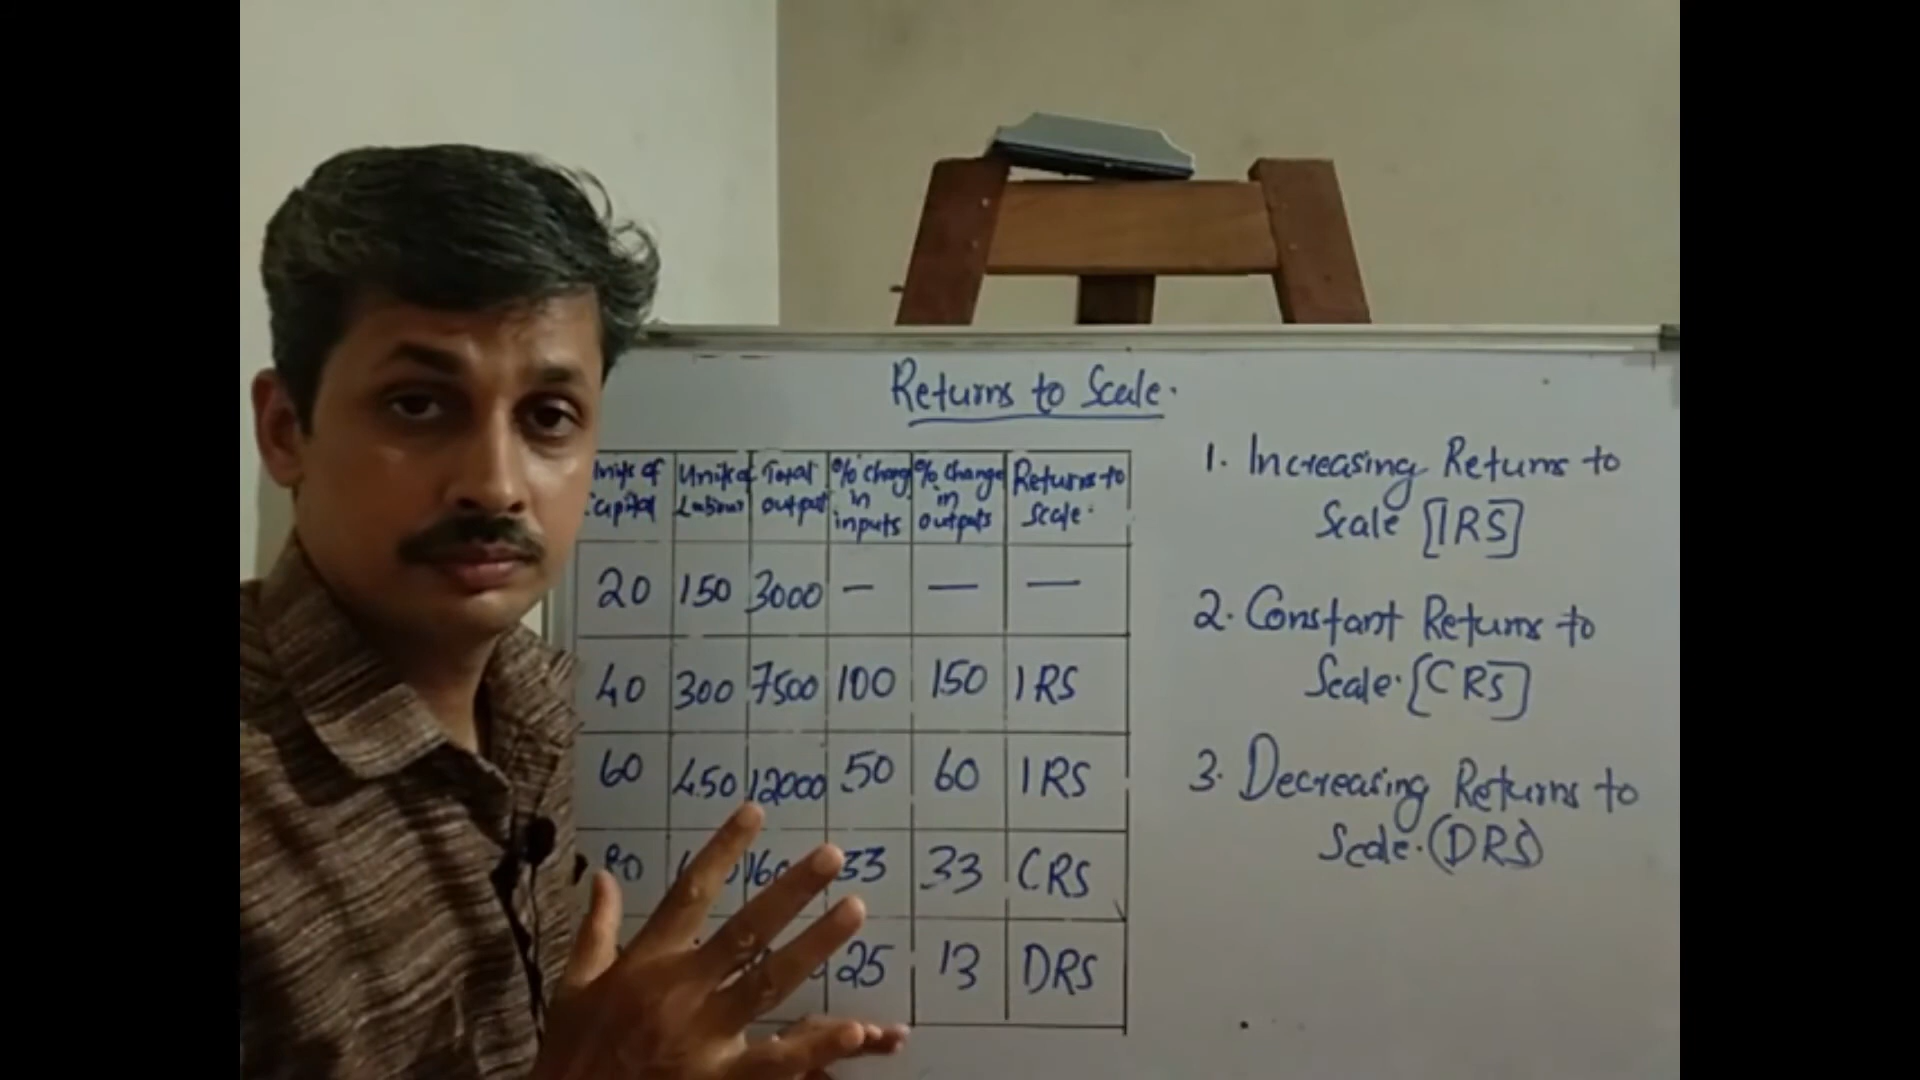 Returns to Scale.
Units of Capital | Units of Labour | Total output | % Change in inputs | % Change in outputs | Returns to Scale.
20 150 3000 — — —
40 300 7500 100 150 IRS
60 450 12000 50 60 IRS
80 33 33 CRS
25 13 DRS
1. Increasing Returns to
Scale [IRS]
2. Constant Returns to
Scale. [CRS]
3. Decreasing Returns to
Scale. (DRS)